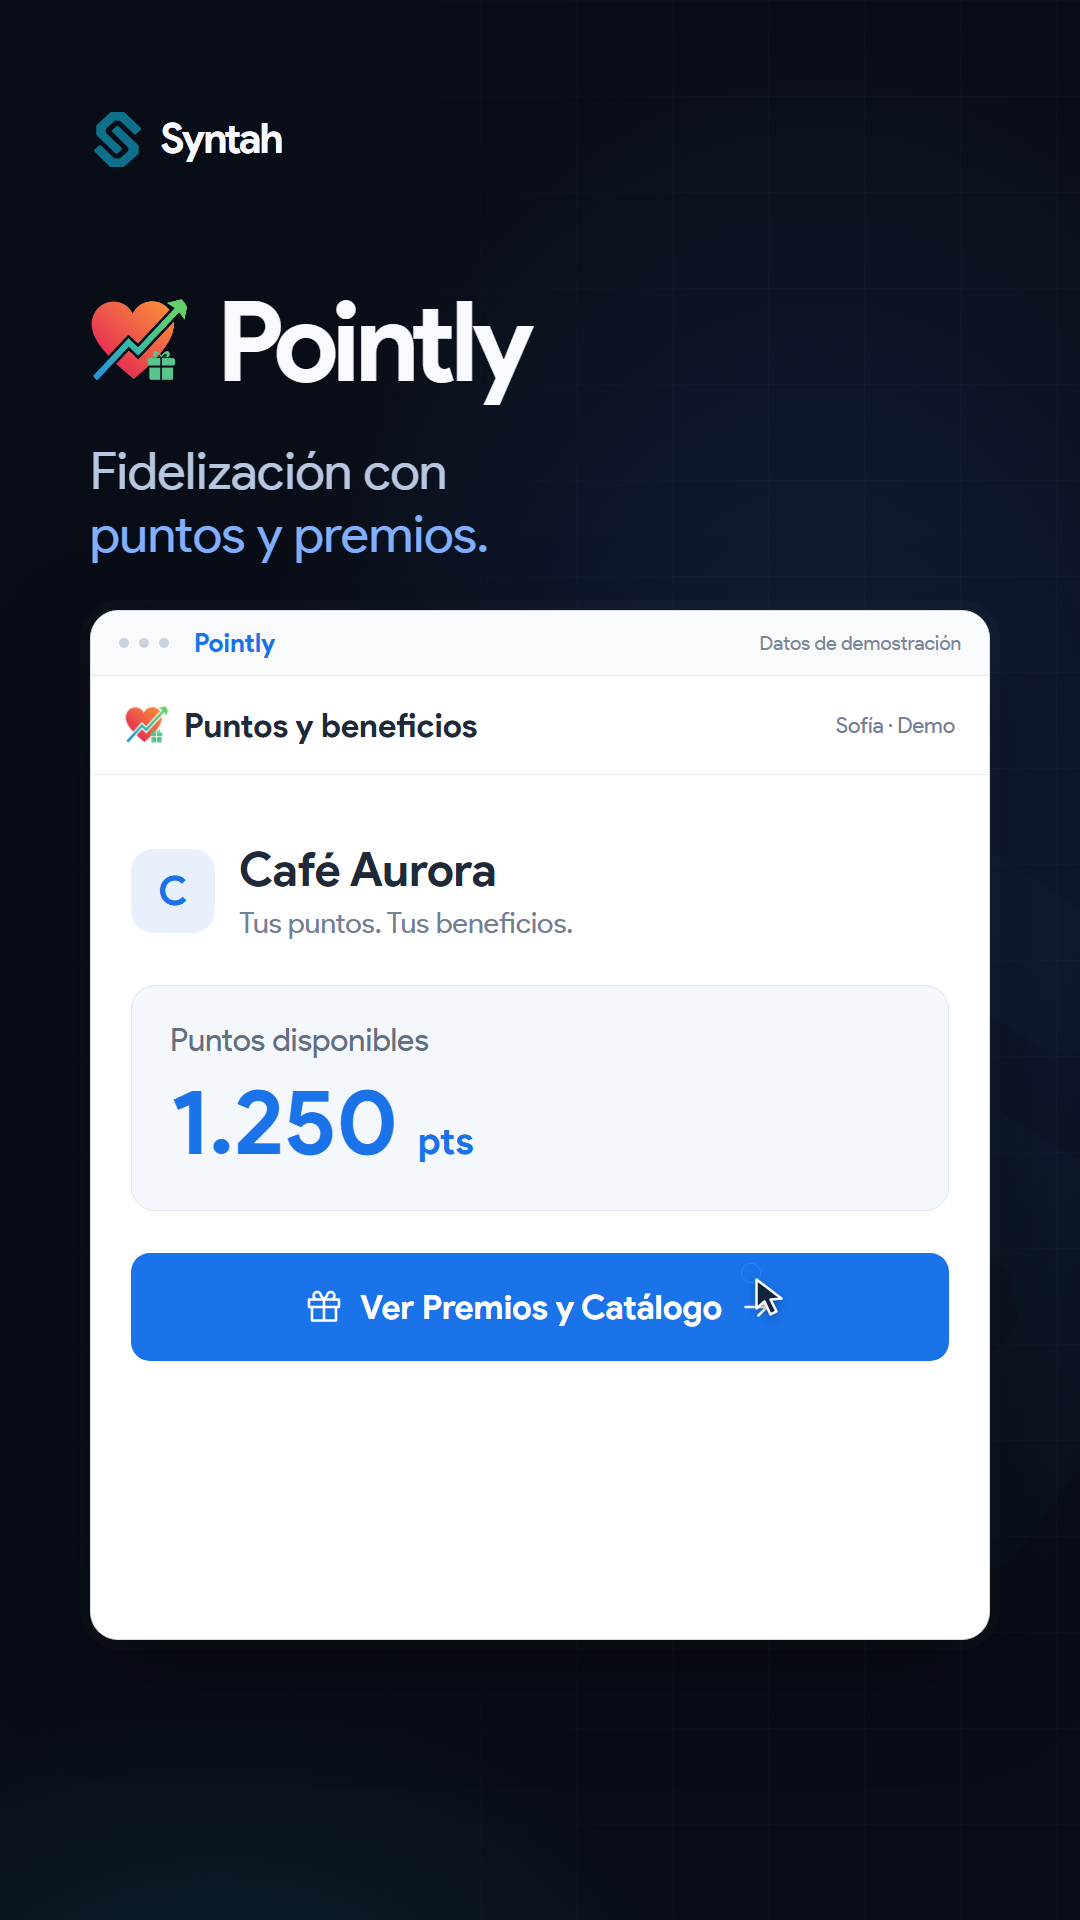 Syntah
Pointly
Fidelización con
puntos y premios.
Pointly
Datos de demostración
Puntos y beneficios
Sofía · Demo
C
Café Aurora
Tus puntos. Tus beneficios.
Puntos disponibles
1.250 pts
Ver Premios y Catálogo